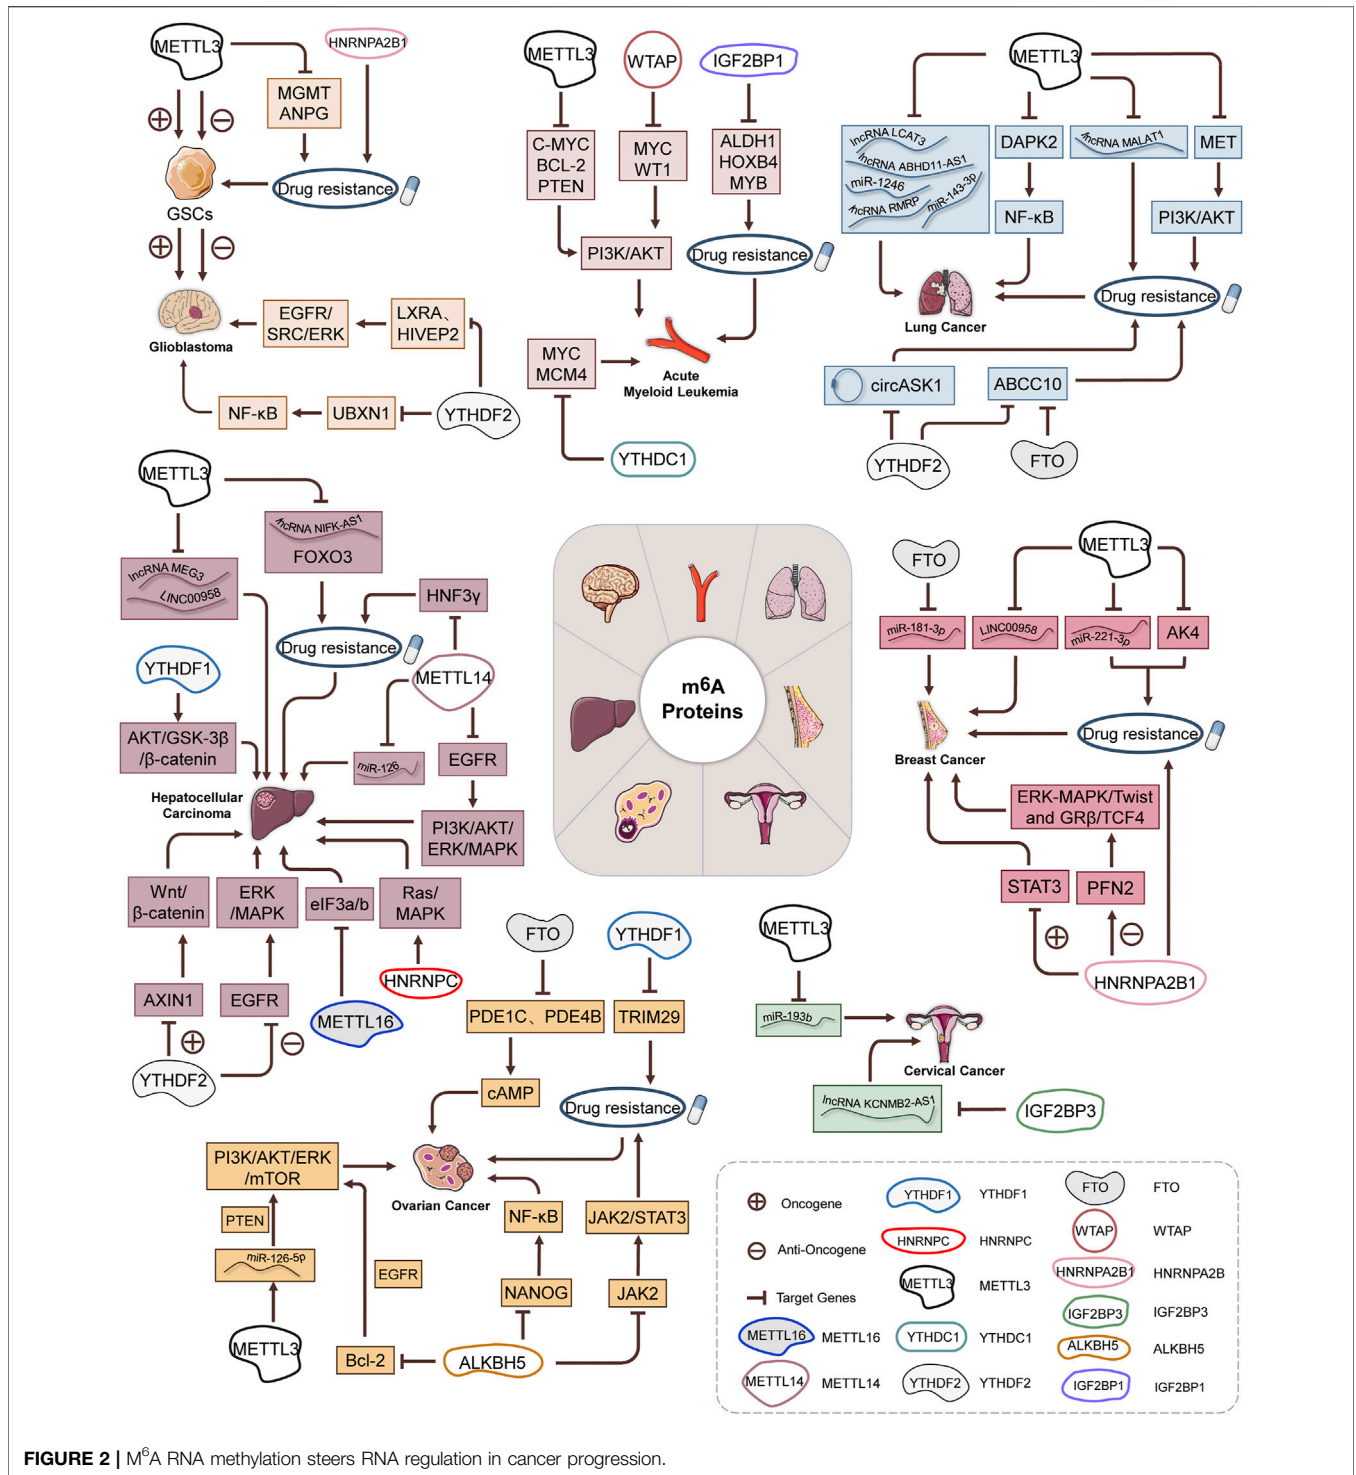 METTL3
HNRNPA2B1
MGMT
ANPG
GSCs
Drug resistance
Glioblastoma
EGFR/
SRC/ERK
LXRA、
HIVEP2
NF-κB
UBXN1
YTHDF2
METTL3
WTAP
IGF2BP1
C-MYC
BCL-2
PTEN
MYC
WT1
ALDH1
HOXB4
MYB
PI3K/AKT
Drug resistance
MYC
MCM4
Acute
Myeloid Leukemia
YTHDC1
METTL3
lncRNA LCAT3
lncRNA ABHD11-AS1
miR-1246
miR-143-3p
lncRNA RMRP
DAPK2
lncRNA MALAT1
MET
NF-κB
PI3K/AKT
Lung Cancer
Drug resistance
circASK1
ABCC10
YTHDF2
FTO
METTL3
lncRNA NIFK-AS1
FOXO3
lncRNA MEG3
LINC00958
HNF3γ
Drug resistance
YTHDF1
METTL14
AKT/GSK-3β
/β-catenin
miR-126
EGFR
Hepatocellular
Carcinoma
PI3K/AKT/
ERK/MAPK
Wnt/
β-catenin
ERK
/MAPK
eIF3a/b
Ras/
MAPK
HNRNPC
AXIN1
EGFR
METTL16
YTHDF2
m6A
Proteins
FTO
METTL3
miR-181-3p
LINC00958
miR-221-3p
AK4
Drug resistance
Breast Cancer
ERK-MAPK/Twist
and GRβ/TCF4
STAT3
PFN2
HNRNPA2B1
FTO
YTHDF1
PDE1C、PDE4B
TRIM29
cAMP
Drug resistance
PI3K/AKT/ERK
/mTOR
Ovarian Cancer
PTEN
NF-κB
JAK2/STAT3
miR-126-5p
EGFR
NANOG
JAK2
METTL3
Bcl-2
ALKBH5
METTL3
miR-193b
Cervical Cancer
lncRNA KCNMB2-AS1
IGF2BP3
Oncogene
YTHDF1
YTHDF1
FTO
FTO
Anti-Oncogene
HNRNPC
HNRNPC
WTAP
WTAP
Target Genes
METTL3
METTL3
HNRNPA2B1
HNRNPA2B
IGF2BP3
IGF2BP3
METTL16
METTL16
YTHDC1
YTHDC1
ALKBH5
ALKBH5
METTL14
METTL14
YTHDF2
YTHDF2
IGF2BP1
IGF2BP1
FIGURE 2 | M6A RNA methylation steers RNA regulation in cancer progression.